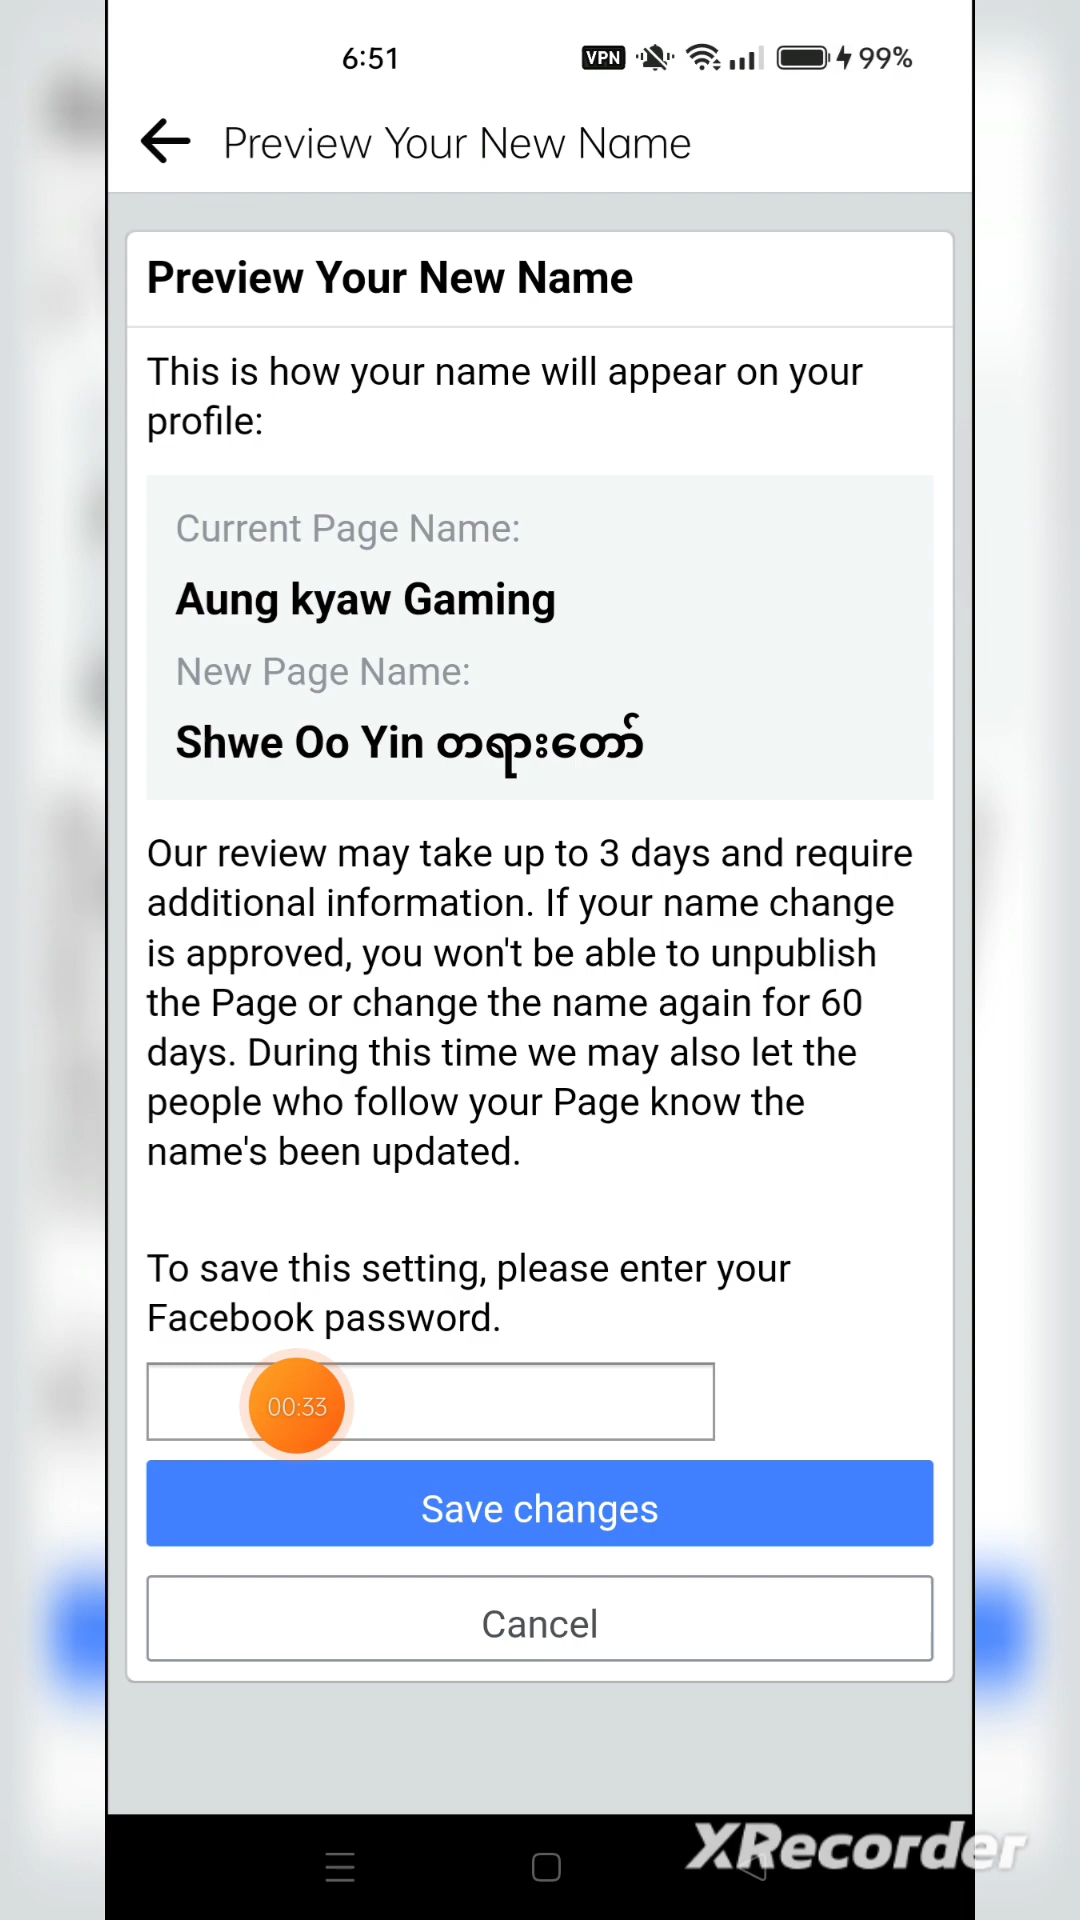 6:51 VPN 99%
Preview Your New Name
Preview Your New Name
This is how your name will appear on your
profile:
Current Page Name:
Aung kyaw Gaming
New Page Name:
Shwe Oo Yin တရားတော်
Our review may take up to 3 days and require
additional information. If your name change
is approved, you won't be able to unpublish
the Page or change the name again for 60
days. During this time we may also let the
people who follow your Page know the
name's been updated.
To save this setting, please enter your
Facebook password.
00:33
Save changes
Cancel
XRecorder